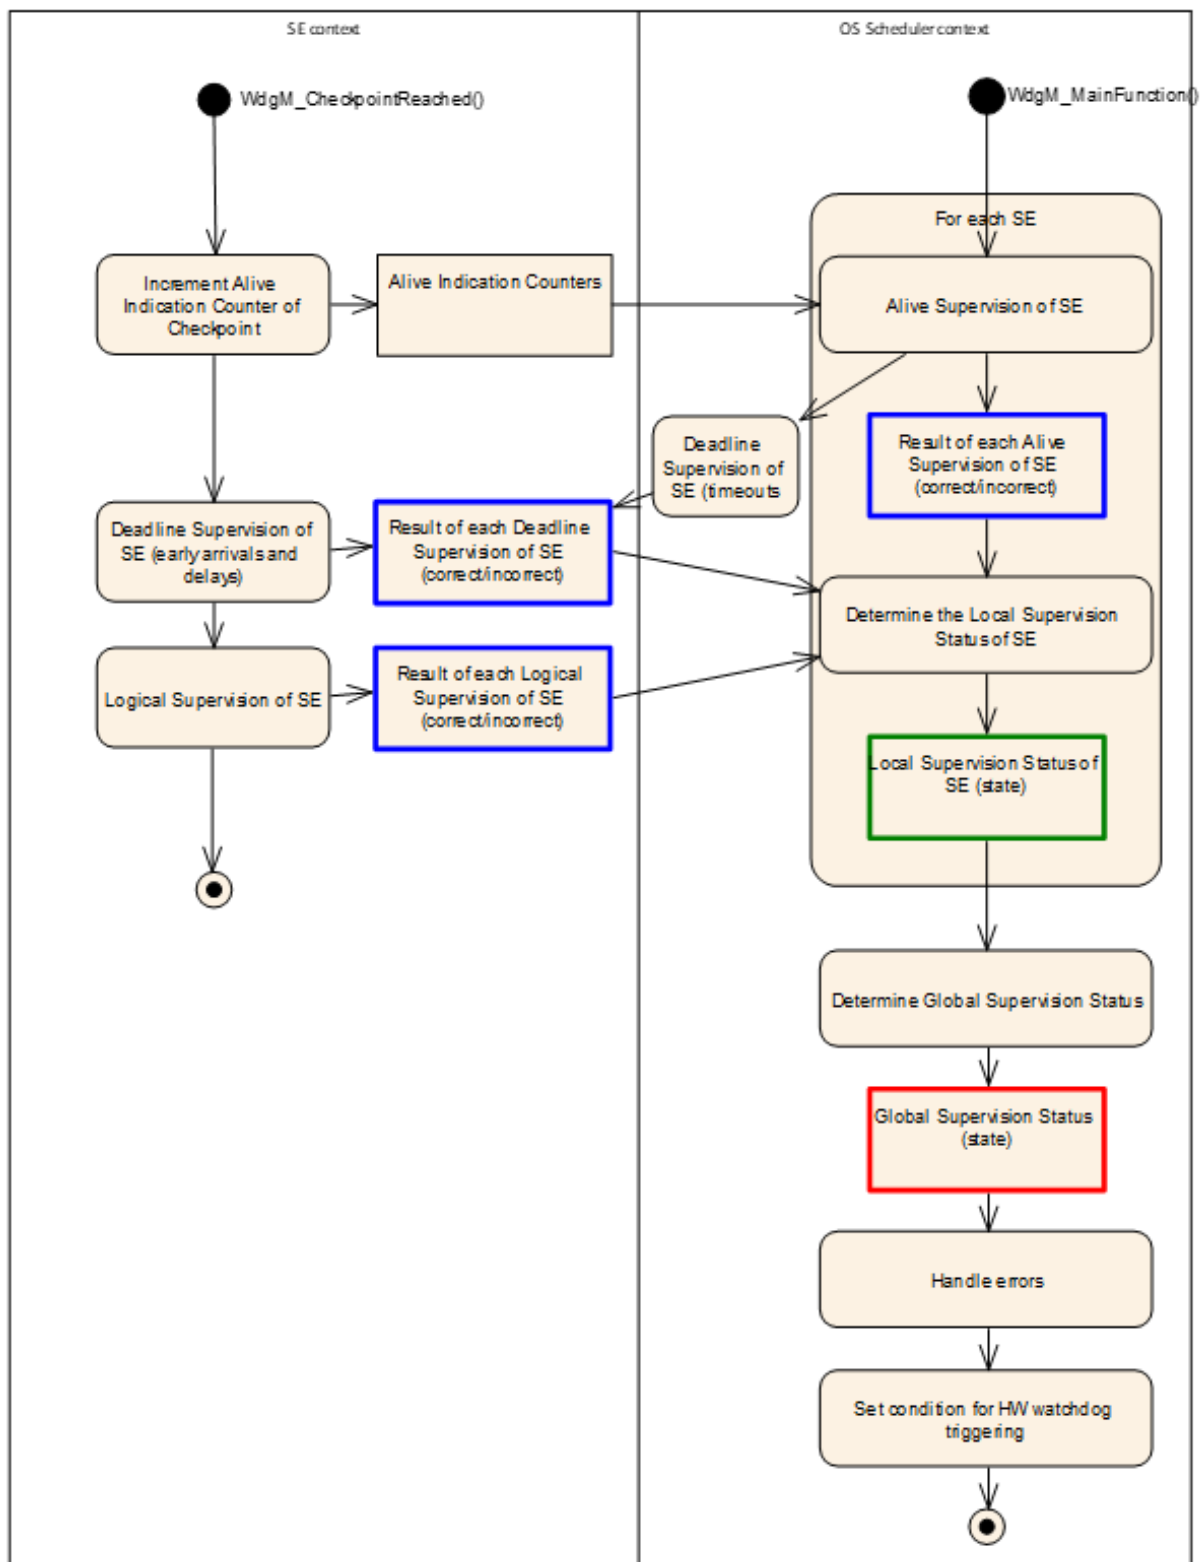 SE context
OS Scheduler context
WdgM_CheckpointReached()
WdgM_MainFunction()
For each SE
Increment Alive
Indication Counter of
Checkpoint
Alive Indication Counters
Alive Supervision of SE
Deadline
Supervision of
SE (timeouts
Result of each Alive
Supervision of SE
(correct/incorrect)
Deadline Supervision of
SE (early arrivals and
delays)
Result of each Deadline
Supervision of SE
(correct/incorrect)
Determine the Local Supervision
Status of SE
Logical Supervision of SE
Result of each Logical
Supervision of SE
(correct/incorrect)
Local Supervision Status of
SE (state)
Determine Global Supervision Status
Global Supervision Status
(state)
Handle errors
Set condition for HW watchdog
triggering